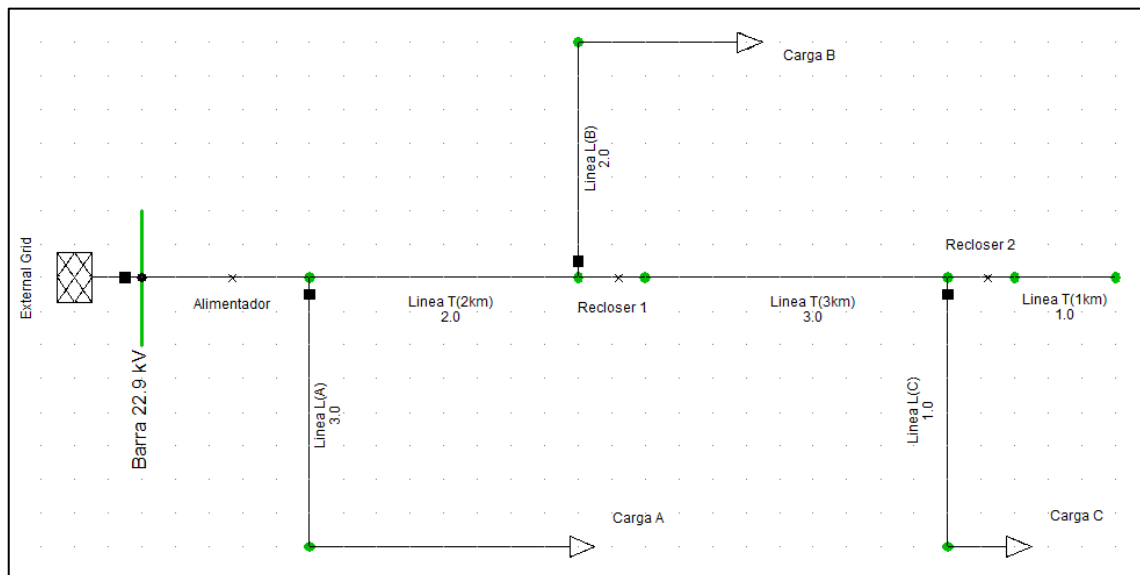 Carga B
Linea L(B)
2.0
External Grid
Recloser 2
Alimentador
Linea T(2km)
2.0
Recloser 1
Linea T(3km)
3.0
Linea T(1km)
1.0
Barra 22.9 kV
Linea L(A)
3.0
Linea L(C)
1.0
Carga A
Carga C